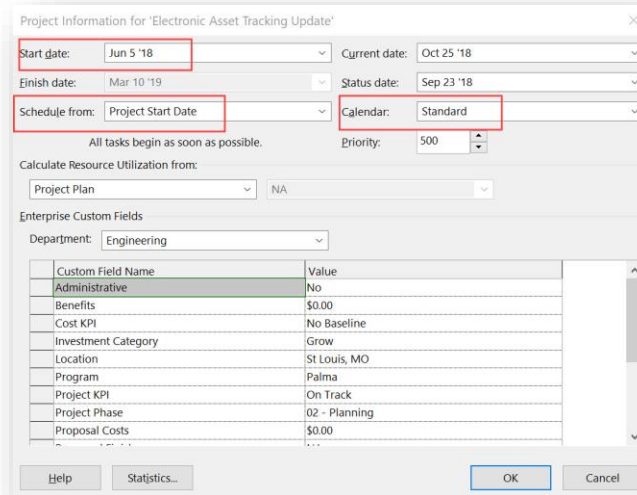 Project Information for 'Electronic Asset Tracking Update'
Start date: Jun 5 '18 Current date: Oct 25 '18
Finish date: Mar 10 '19 Status date: Sep 23 '18
Schedule from: Project Start Date Calendar: Standard
All tasks begin as soon as possible. Priority: 500
Calculate Resource Utilization from:
Project Plan NA
Enterprise Custom Fields
Department: Engineering
Custom Field Name Value
Administrative No
Benefits $0.00
Cost KPI No Baseline
Investment Category Grow
Location St Louis, MO
Program Palma
Project KPI On Track
Project Phase 02 - Planning
Proposal Costs $0.00
Help Statistics... OK Cancel